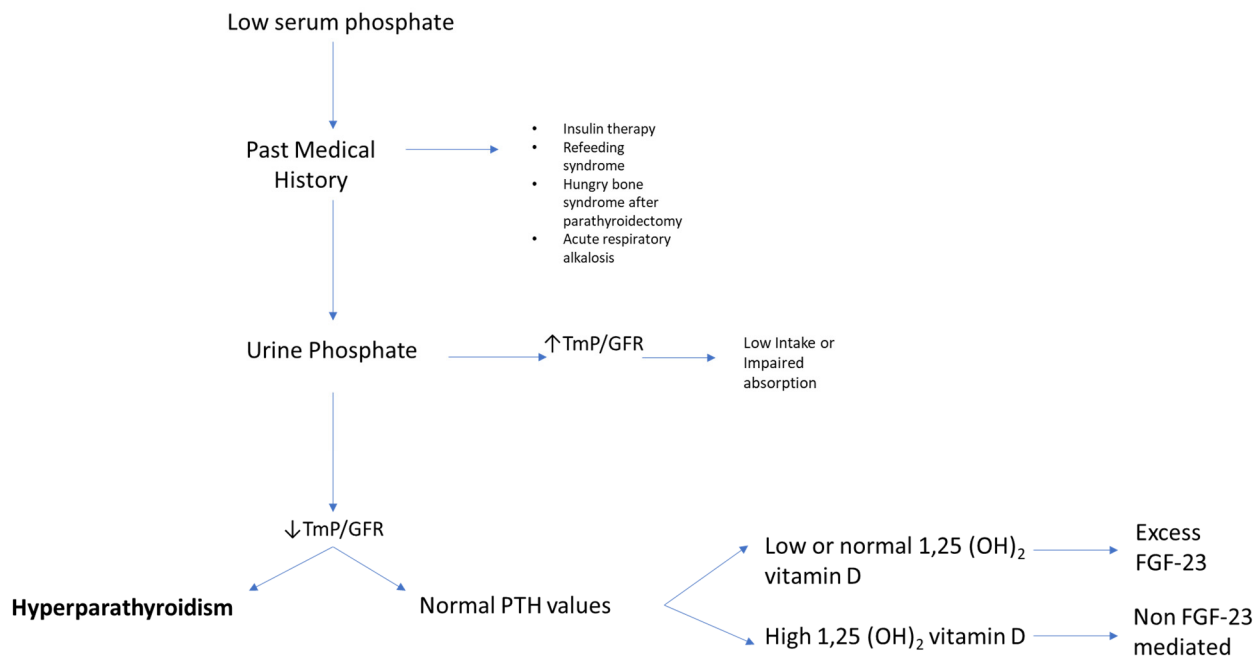 Low serum phosphate
Past Medical
History
• Insulin therapy
• Refeeding
syndrome
• Hungry bone
syndrome after
parathyroidectomy
• Acute respiratory
alkalosis
Urine Phosphate
↑TmP/GFR
Low Intake or
Impaired
absorption
↓TmP/GFR
Hyperparathyroidism
Normal PTH values
Low or normal 1,25 (OH)₂
vitamin D
Excess
FGF-23
High 1,25 (OH)₂ vitamin D
Non FGF-23
mediated